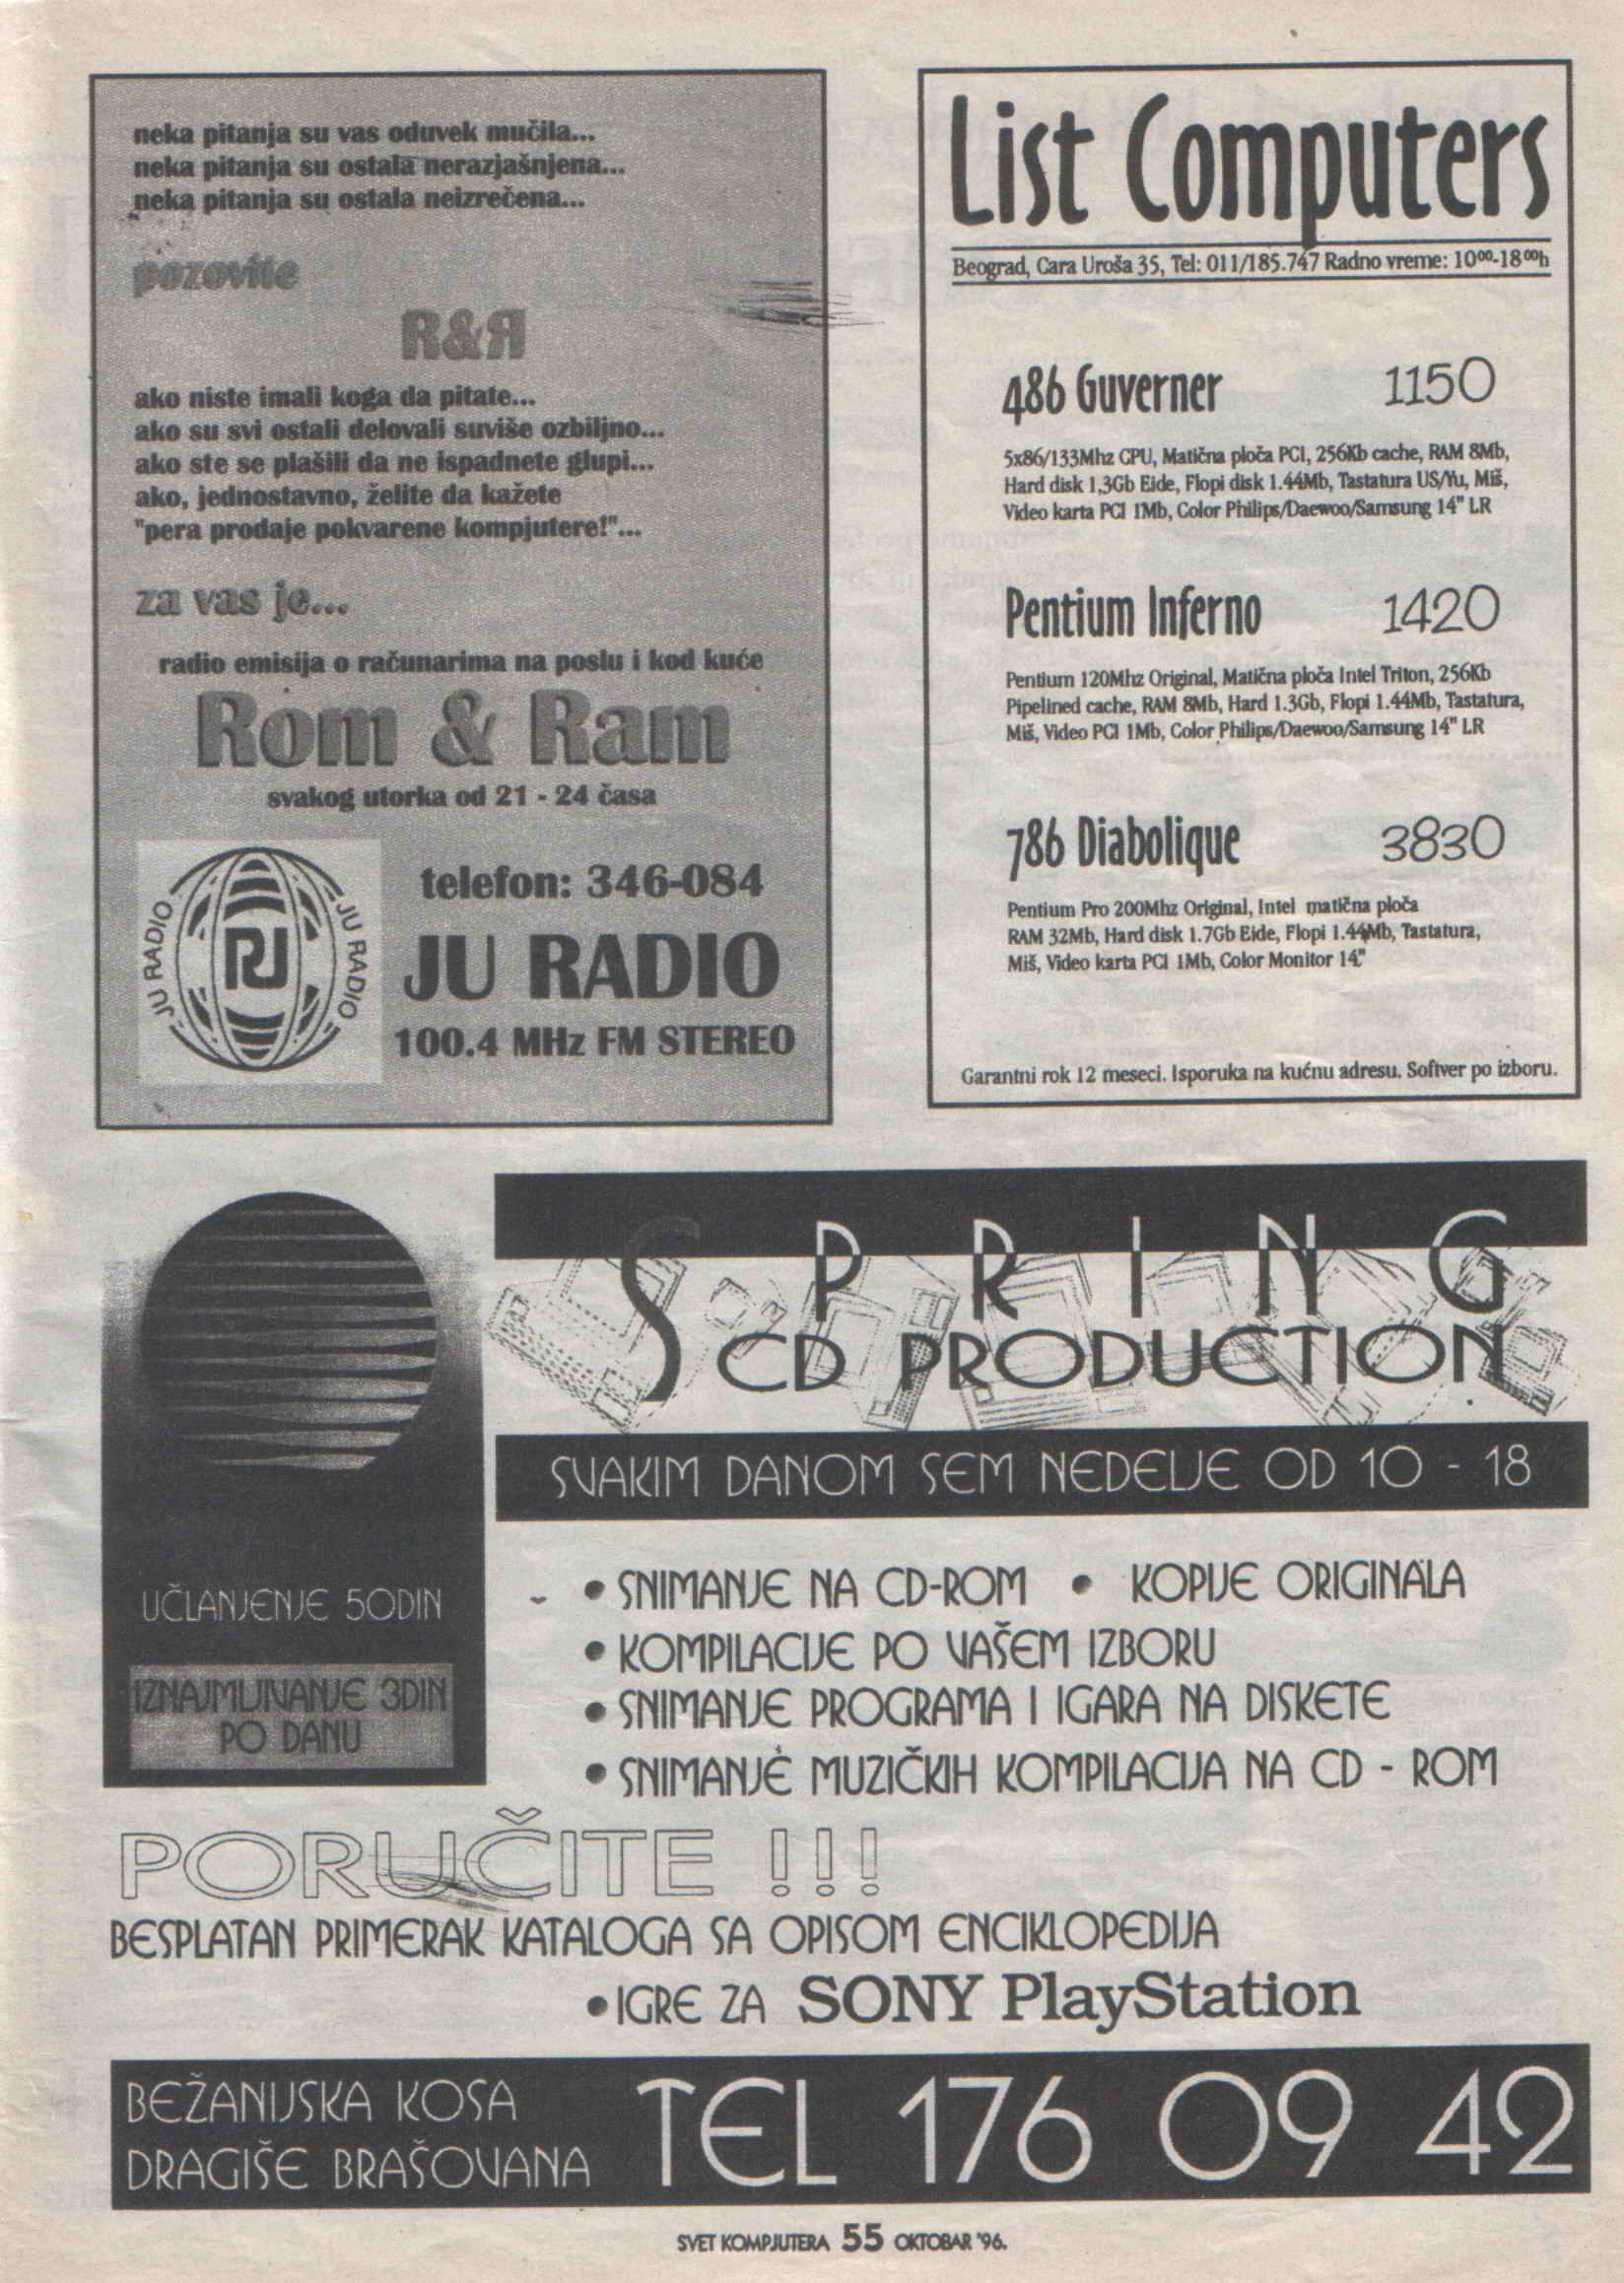 neka pitanja su vas oduvek mučila...
neka pitanja su ostala nerazjašnjena...
neka pitanja su ostala neizrečena...
pozovite
R&R
ako niste imali koga da pitate...
ako su svi ostali delovali suviše ozbiljno...
ako ste se plašili da ne ispadnete glupi...
ako, jednostavno, želite da kažete
"pera prodaje pokvarene kompjutere!"...
za vas je...
radio emisija o računarima na poslu i kod kuće
Rom & Ram
svakog utorka od 21 - 24 časa
JU RADIO
JU RADIO
telefon: 346-084
JU RADIO
100.4 MHz FM STEREO
List Computers
Beograd, Cara Uroša 35, Tel: 011/185.747 Radno vreme: 10⁰⁰-18⁰⁰h
486 Guverner 1150
5x86/133Mhz CPU, Matična ploča PCI, 256Kb cache, RAM 8Mb,
Hard disk 1,3Gb Eide, Flopi disk 1.44Mb, Tastatura US/Yu, Miš,
Video karta PCI 1Mb, Color Philips/Daewoo/Samsung 14" LR
Pentium Inferno 1420
Pentium 120Mhz Original, Matična ploča Intel Triton, 256Kb
Pipelined cache, RAM 8Mb, Hard 1.3Gb, Flopi 1.44Mb, Tastatura,
Miš, Video PCI 1Mb, Color Philips/Daewoo/Samsung 14" LR
786 Diabolique 3830
Pentium Pro 200Mhz Original, Intel matična ploča
RAM 32Mb, Hard disk 1.7Gb Eide, Flopi 1.44Mb, Tastatura,
Miš, Video karta PCI 1Mb, Color Monitor 14"
Garantni rok 12 meseci. Isporuka na kućnu adresu. Softver po izboru.
SPRING
CD PRODUCTION
SVAKIM DANOM SEM NEDELJE OD 10 - 18
UČLANJENJE 50DIN
IZNAJMLJIVANJE 3DIN
PO DANU
• SNIMANJE NA CD-ROM • KOPIJE ORIGINALA
• KOMPILACIJE PO VAŠEM IZBORU
• SNIMANJE PROGRAMA I IGARA NA DISKETE
• SNIMANJE MUZIČKIH KOMPILACIJA NA CD - ROM
PORUČITE !!!
BESPLATAN PRIMERAK KATALOGA SA OPISOM ENCIKLOPEDIJA
• IGRE ZA SONY PlayStation
BEŽANIJSKA KOSA
DRAGIŠE BRAŠOVANA
TEL 176 09 42
SVET KOMPJUTERA 55 OKTOBAR '96.